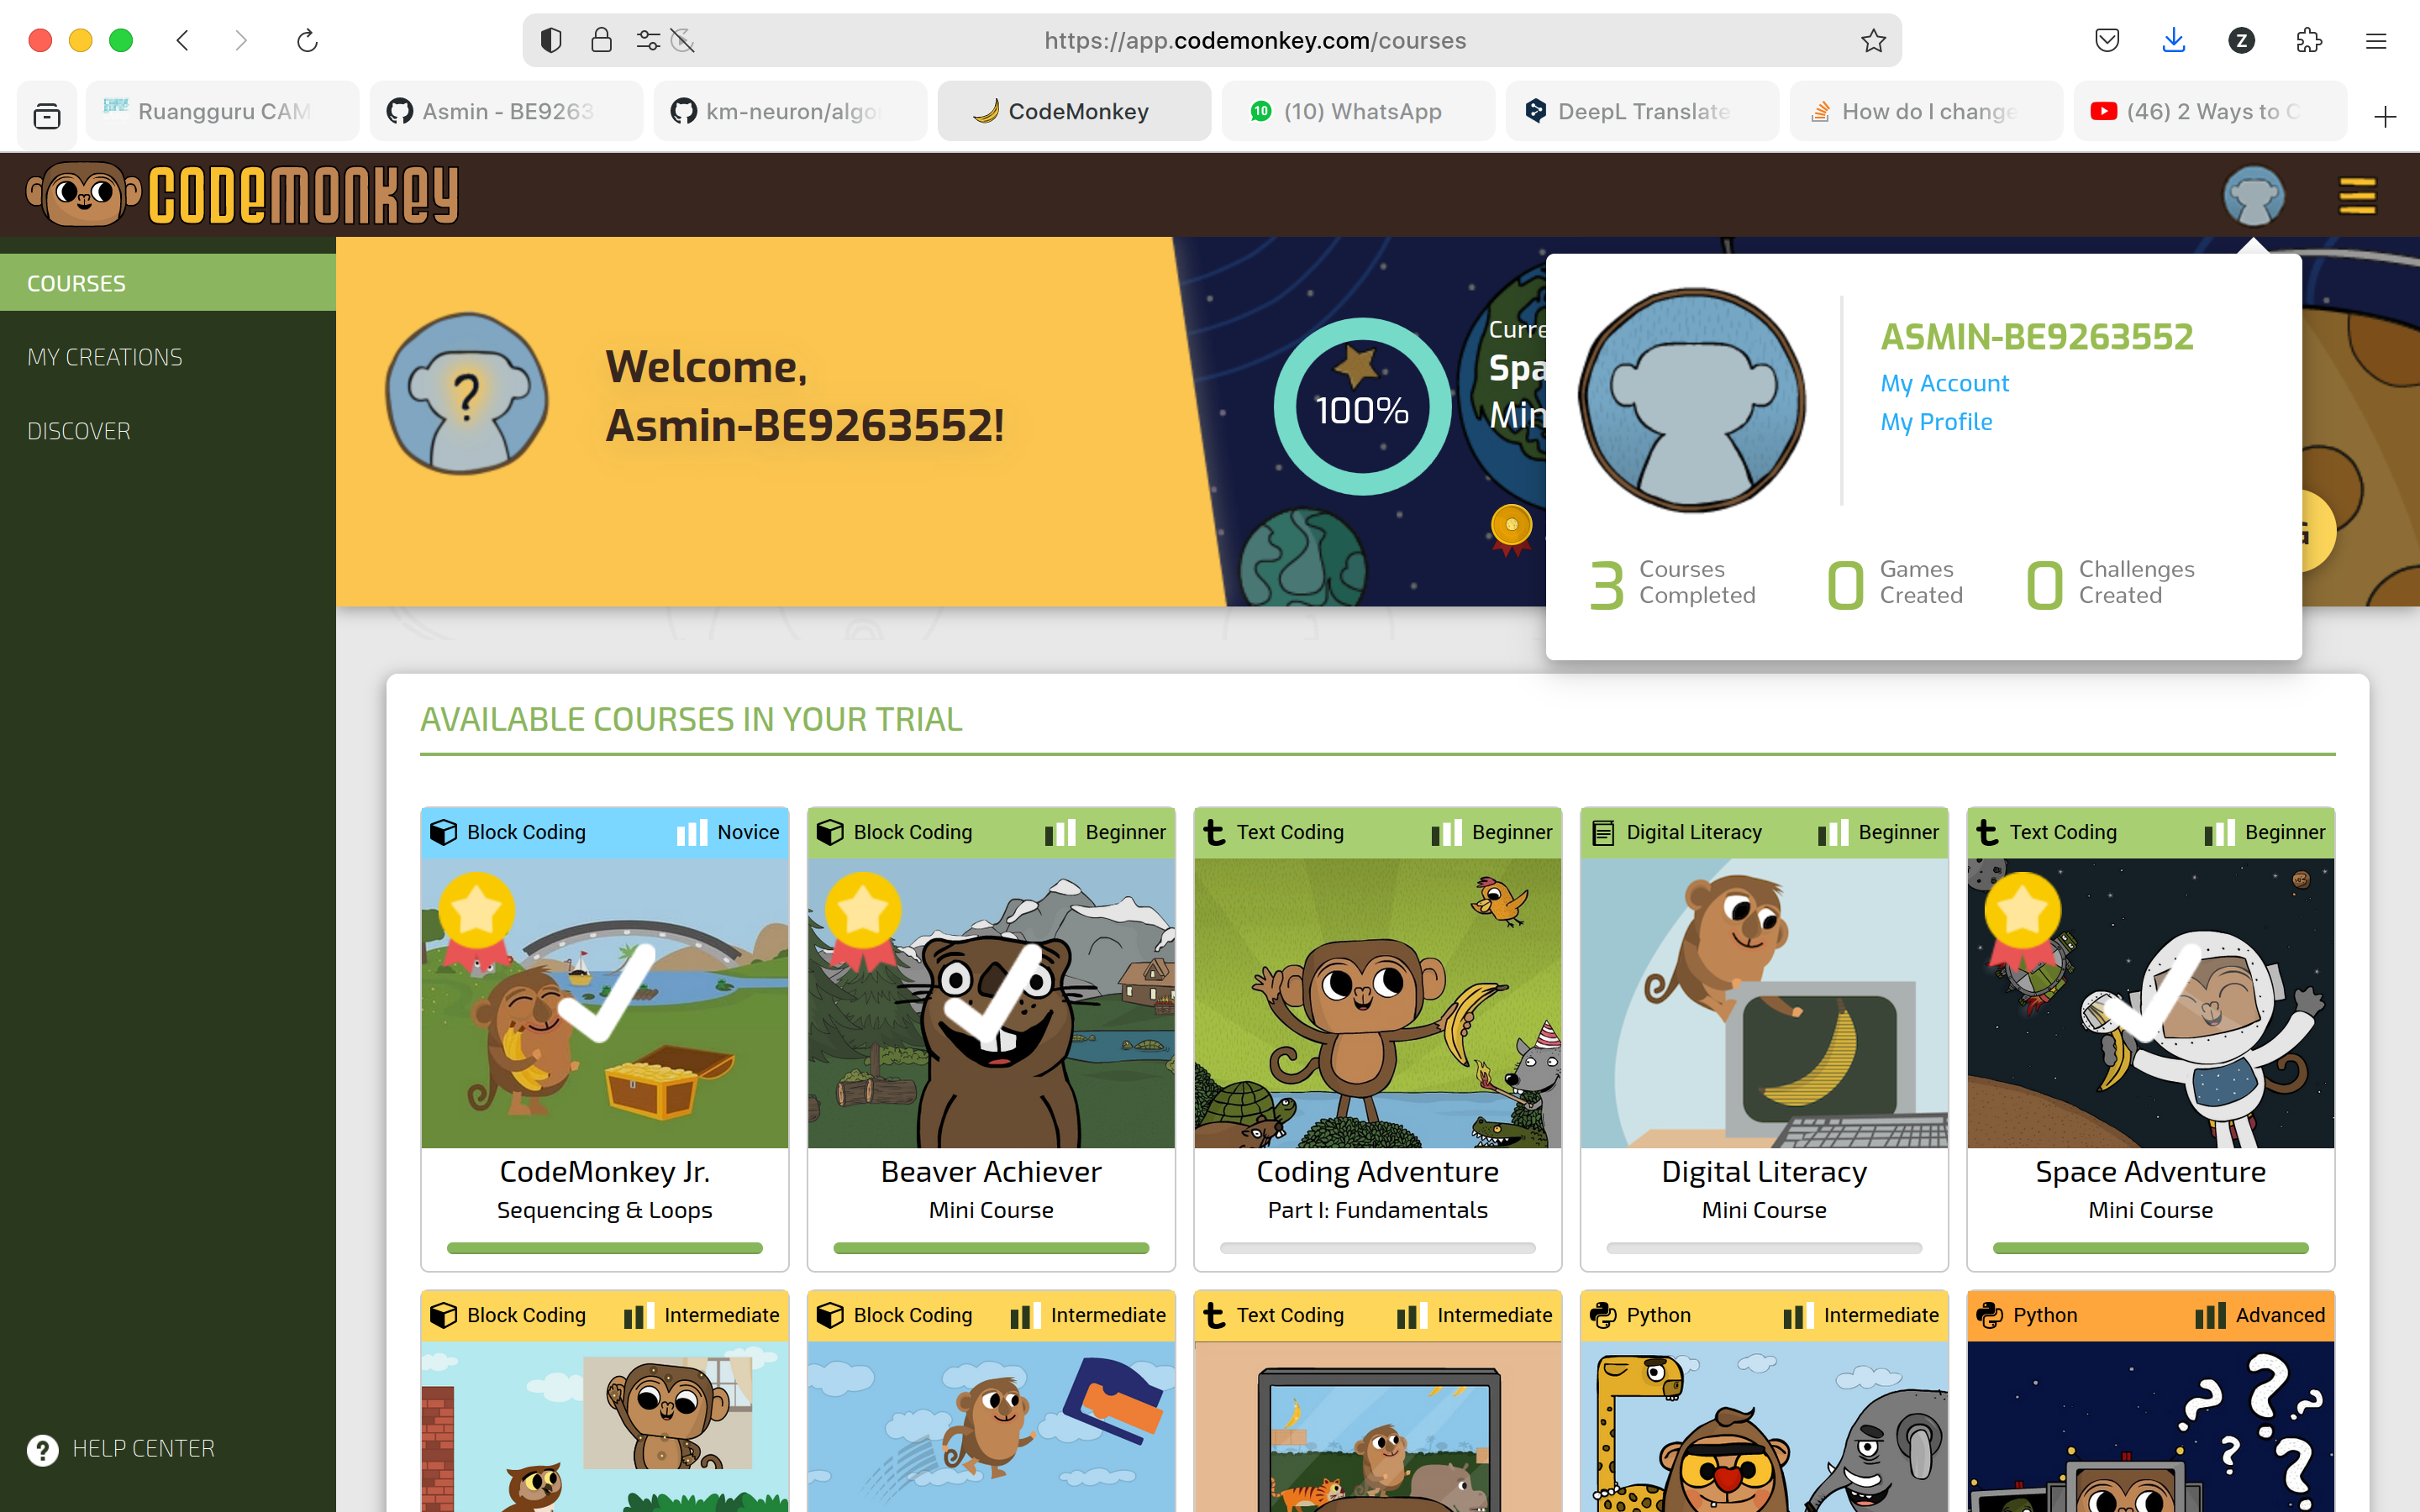 https://app.codemonkey.com/courses
Z
Ruangguru CAM
Asmin - BE9263
km-neuron/algo
CodeMonkey
10
(10) WhatsApp
DeepL Translate
How do I change
(46) 2 Ways to C
CODEMONKEY
COURSES
MY CREATIONS
DISCOVER
HELP CENTER
?
?
Welcome,
Asmin-BE9263552!
100%
Curre
Spa
Min
ASMIN-BE9263552
My Account
My Profile
3 Courses Completed
0 Games Created
0 Challenges Created
AVAILABLE COURSES IN YOUR TRIAL
Block Coding Novice
CodeMonkey Jr.
Sequencing & Loops
Block Coding Beginner
Beaver Achiever
Mini Course
t Text Coding Beginner
Coding Adventure
Part I: Fundamentals
Digital Literacy Beginner
Digital Literacy
Mini Course
t Text Coding Beginner
Space Adventure
Mini Course
Block Coding Intermediate
Block Coding Intermediate
t Text Coding Intermediate
Python Intermediate
Python Advanced
? ? ? ? ?